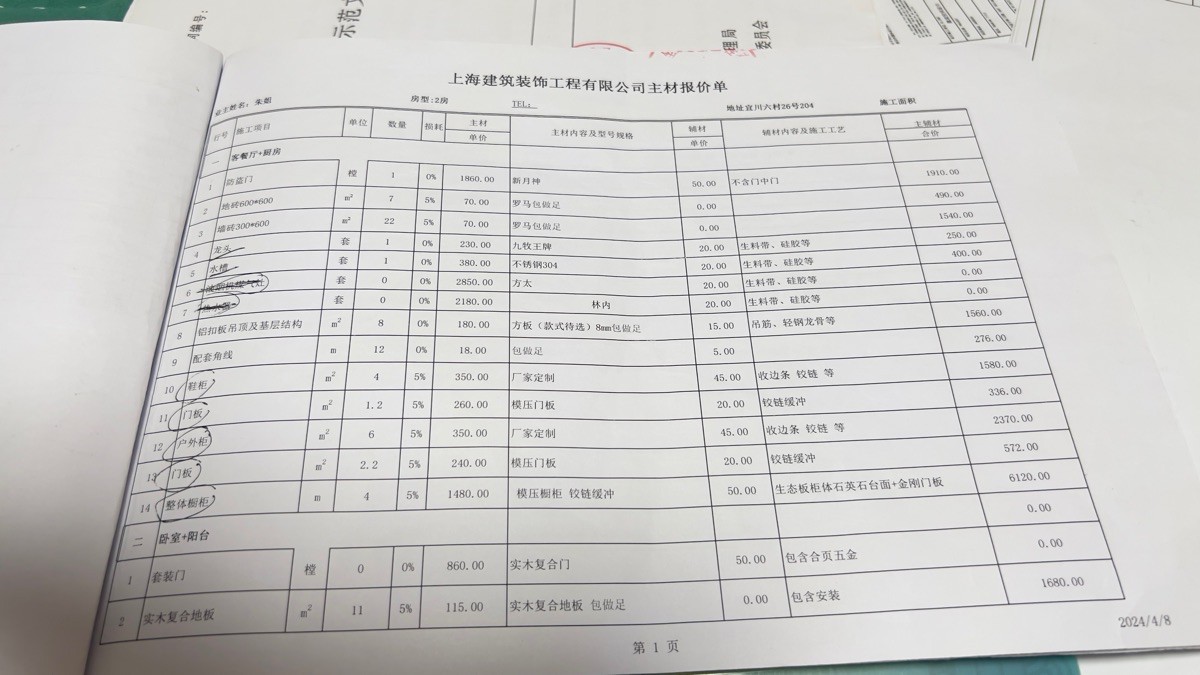 编号:
示范文
理局
委员会
上海建筑装饰工程有限公司主材报价单
业主姓名: 朱姐 房型:2房 TEL: 地址宜川六村26号204 施工面积
行号 施工项目 单位 数量 损耗 主材 单价 主材内容及型号规格 辅材 单价 辅材内容及施工工艺 主辅材 合价
一 客餐厅+厨房
1 防盗门 樘 1 0% 1860.00 新月神 50.00 不含门中门 1910.00
2 地砖600*600 m² 7 5% 70.00 罗马包做足 0.00 490.00
3 墙砖300*600 m² 22 5% 70.00 罗马包做足 0.00 1540.00
4 龙头 套 1 0% 230.00 九牧王牌 20.00 生料带、硅胶等 250.00
5 水槽 套 1 0% 380.00 不锈钢304 20.00 生料带、硅胶等 400.00
6 套 0 0% 2850.00 方太 20.00 生料带、硅胶等 0.00
7 热水器 套 0 0% 2180.00 林内 20.00 生料带、硅胶等 0.00
8 铝扣板吊顶及基层结构 m² 8 0% 180.00 方板（款式待选）8mm包做足 15.00 吊筋、轻钢龙骨等 1560.00
9 配套角线 m 12 0% 18.00 包做足 5.00 276.00
10 鞋柜 m² 4 5% 350.00 厂家定制 45.00 收边条 铰链 等 1580.00
11 门板 m² 1.2 5% 260.00 模压门板 20.00 铰链缓冲 336.00
12 户外柜 m² 6 5% 350.00 厂家定制 45.00 收边条 铰链 等 2370.00
13 门板 m² 2.2 5% 240.00 模压门板 20.00 铰链缓冲 572.00
14 整体橱柜 m 4 5% 1480.00 模压橱柜 铰链缓冲 50.00 生态板柜体石英石台面+金刚门板 6120.00
二 卧室+阳台 0.00
1 套装门 樘 0 0% 860.00 实木复合门 50.00 包含合页五金 0.00
2 实木复合地板 m² 11 5% 115.00 实木复合地板 包做足 0.00 包含安装 1680.00
第 1 页
2024/4/8